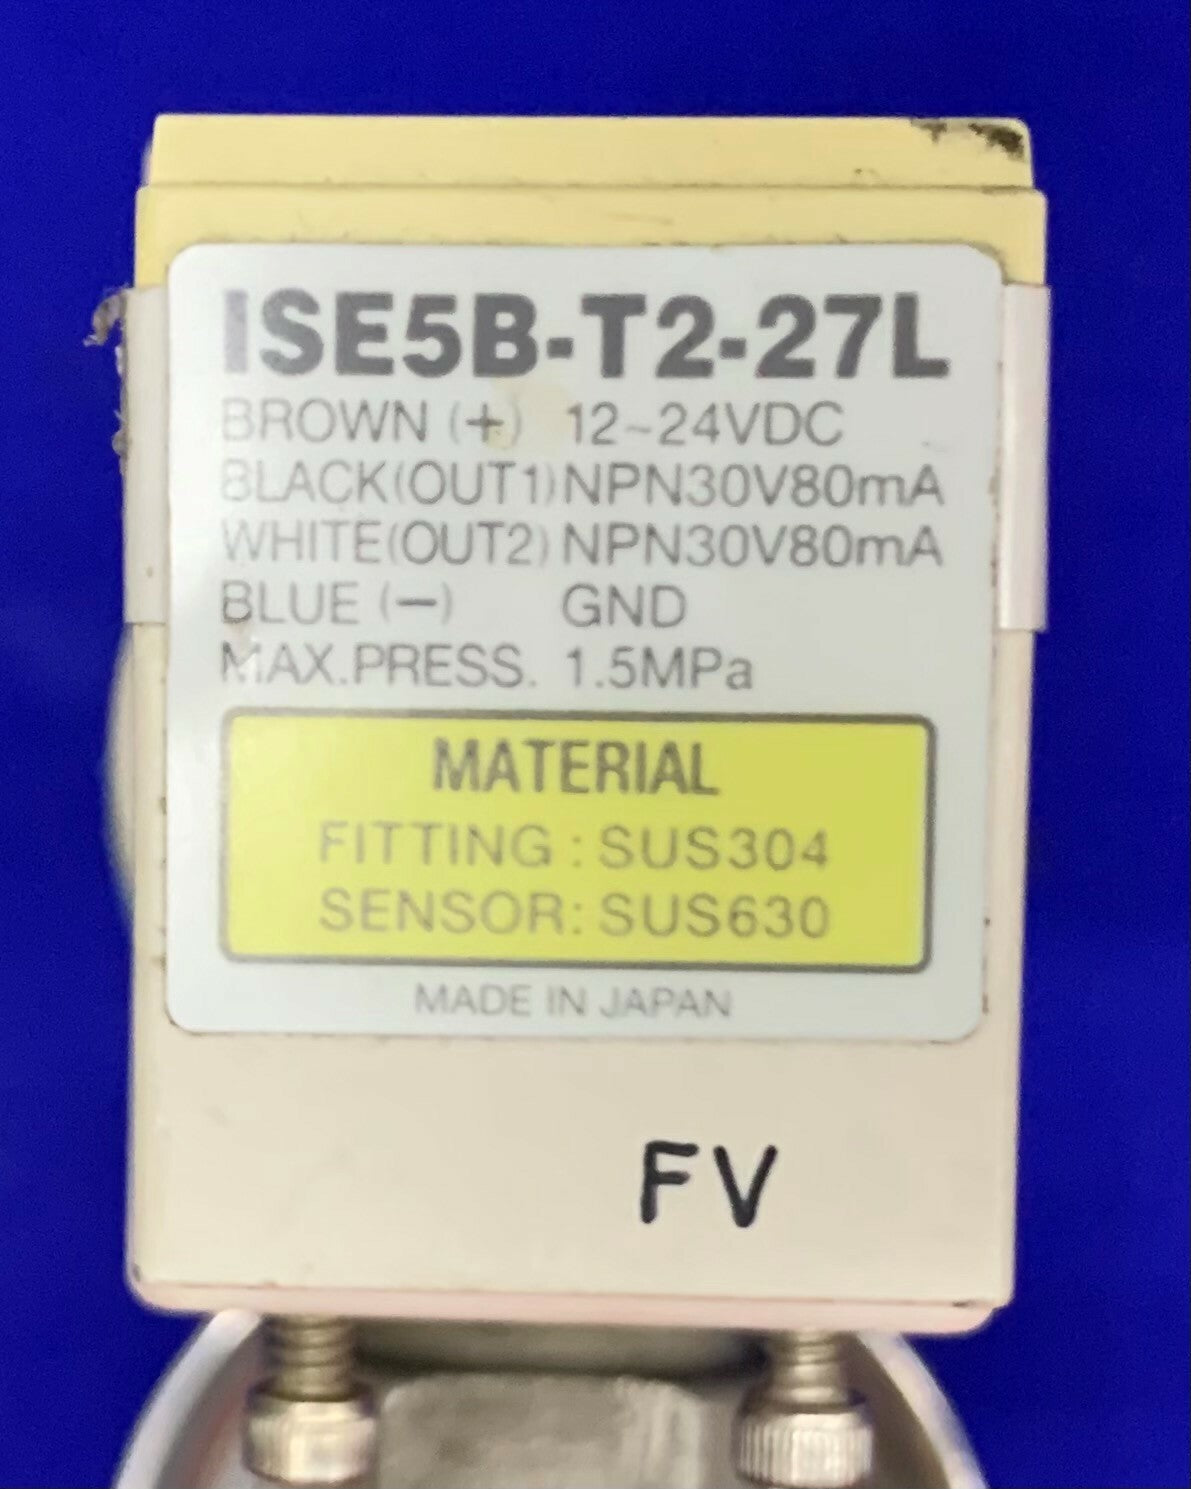 ISE5B-T2-27L
BROWN (+) 12~24VDC
BLACK(OUT1) NPN30V80mA
WHITE(OUT2) NPN30V80mA
BLUE (−) GND
MAX.PRESS. 1.5MPa
MATERIAL
FITTING : SUS304
SENSOR: SUS630
MADE IN JAPAN
FV